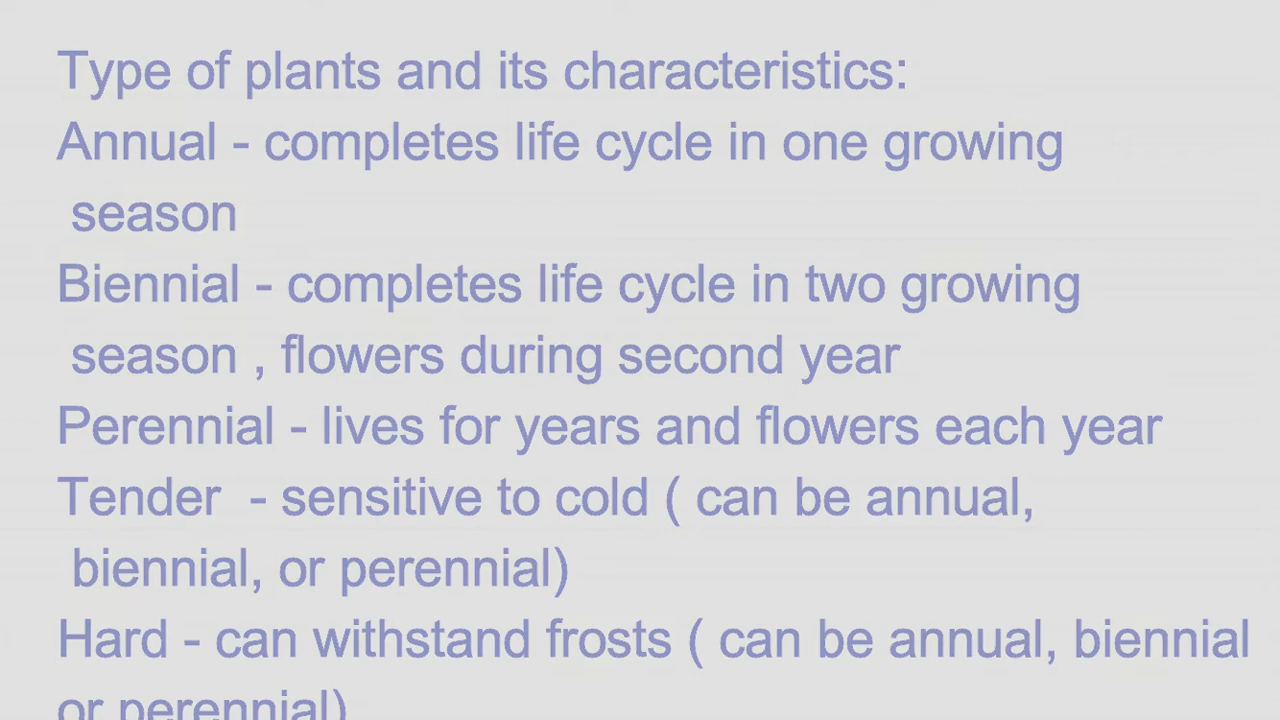 Type of plants and its characteristics:
Annual - completes life cycle in one growing
season
Biennial - completes life cycle in two growing
season , flowers during second year
Perennial - lives for years and flowers each year
Tender - sensitive to cold ( can be annual,
biennial, or perennial)
Hard - can withstand frosts ( can be annual, biennial
or perennial)